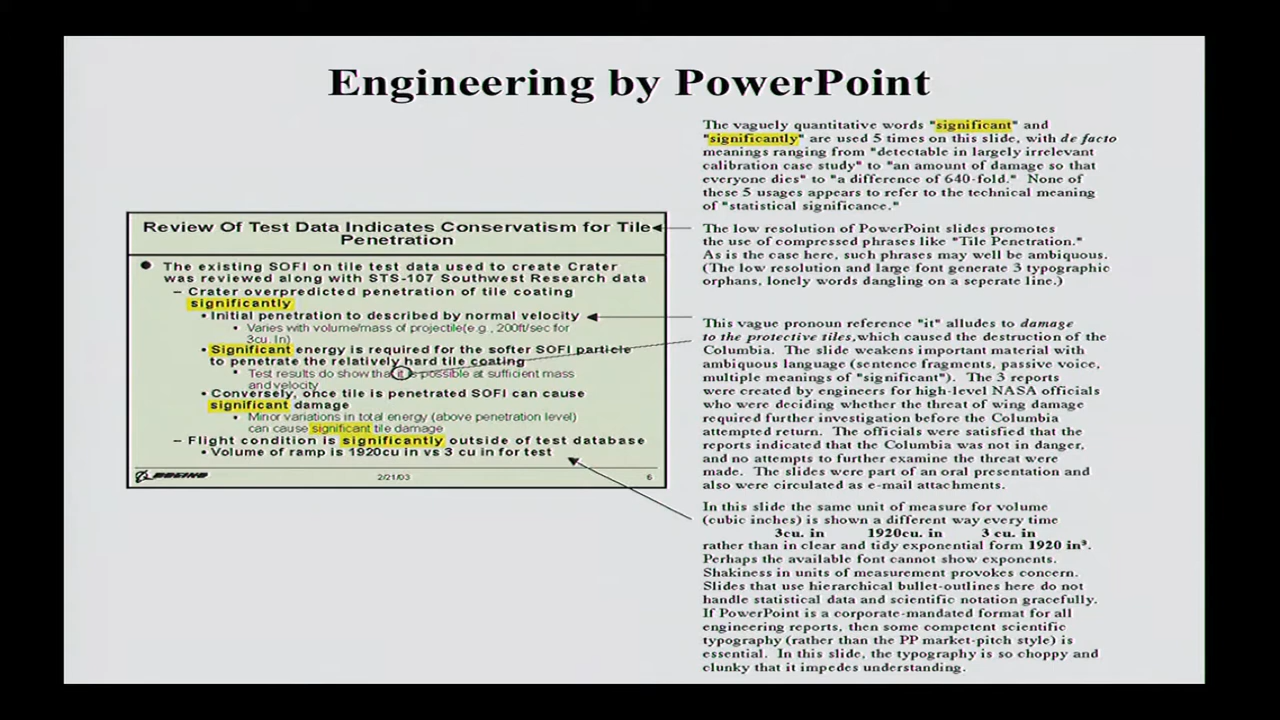 Engineering by PowerPoint
Review Of Test Data Indicates Conservatism for Tile
Penetration
The existing SOFI on tile test data used to create Crater
was reviewed along with STS-107 Southwest Research data
– Crater overpredicted penetration of tile coating
significantly
• Initial penetration to described by normal velocity
• Varies with volume/mass of projectile(e.g., 200ft/sec for
3cu. In)
• Significant energy is required for the softer SOFI particle
to penetrate the relatively hard tile coating
• Test results do show that it is possible at sufficient mass
and velocity
• Conversely, once tile is penetrated SOFI can cause
significant damage
• Minor variations in total energy (above penetration level)
can cause significant tile damage
– Flight condition is significantly outside of test database
• Volume of ramp is 1920cu in vs 3 cu in for test
BOEING
2/21/03
6
The vaguely quantitative words "significant" and
"significantly" are used 5 times on this slide, with de facto
meanings ranging from "detectable in largely irrelevant
calibration case study" to "an amount of damage so that
everyone dies" to "a difference of 640-fold." None of
these 5 usages appears to refer to the technical meaning
of "statistical significance."
The low resolution of PowerPoint slides promotes
the use of compressed phrases like "Tile Penetration."
As is the case here, such phrases may well be ambiquous.
(The low resolution and large font generate 3 typographic
orphans, lonely words dangling on a seperate line.)
This vague pronoun reference "it" alludes to damage
to the protective tiles, which caused the destruction of the
Columbia. The slide weakens important material with
ambiguous language (sentence fragments, passive voice,
multiple meanings of "significant"). The 3 reports
were created by engineers for high-level NASA officials
who were deciding whether the threat of wing damage
required further investigation before the Columbia
attempted return. The officials were satisfied that the
reports indicated that the Columbia was not in danger,
and no attempts to further examine the threat were
made. The slides were part of an oral presentation and
also were circulated as e-mail attachments.
In this slide the same unit of measure for volume
(cubic inches) is shown a different way every time
3cu. in 1920cu. in 3 cu. in
rather than in clear and tidy exponential form 1920 in³.
Perhaps the available font cannot show exponents.
Shakiness in units of measurement provokes concern.
Slides that use hierarchical bullet-outlines here do not
handle statistical data and scientific notation gracefully.
If PowerPoint is a corporate-mandated format for all
engineering reports, then some competent scientific
typography (rather than the PP market-pitch style) is
essential. In this slide, the typography is so choppy and
clunky that it impedes understanding.